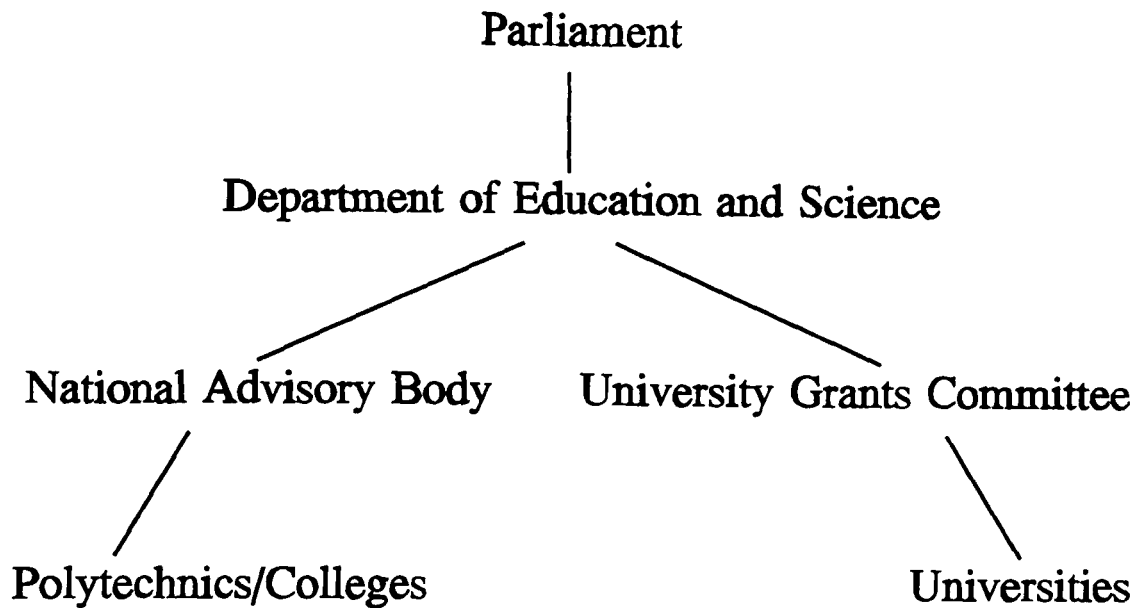 Parliament
Department of Education and Science
National Advisory Body
University Grants Committee
Polytechnics/Colleges
Universities